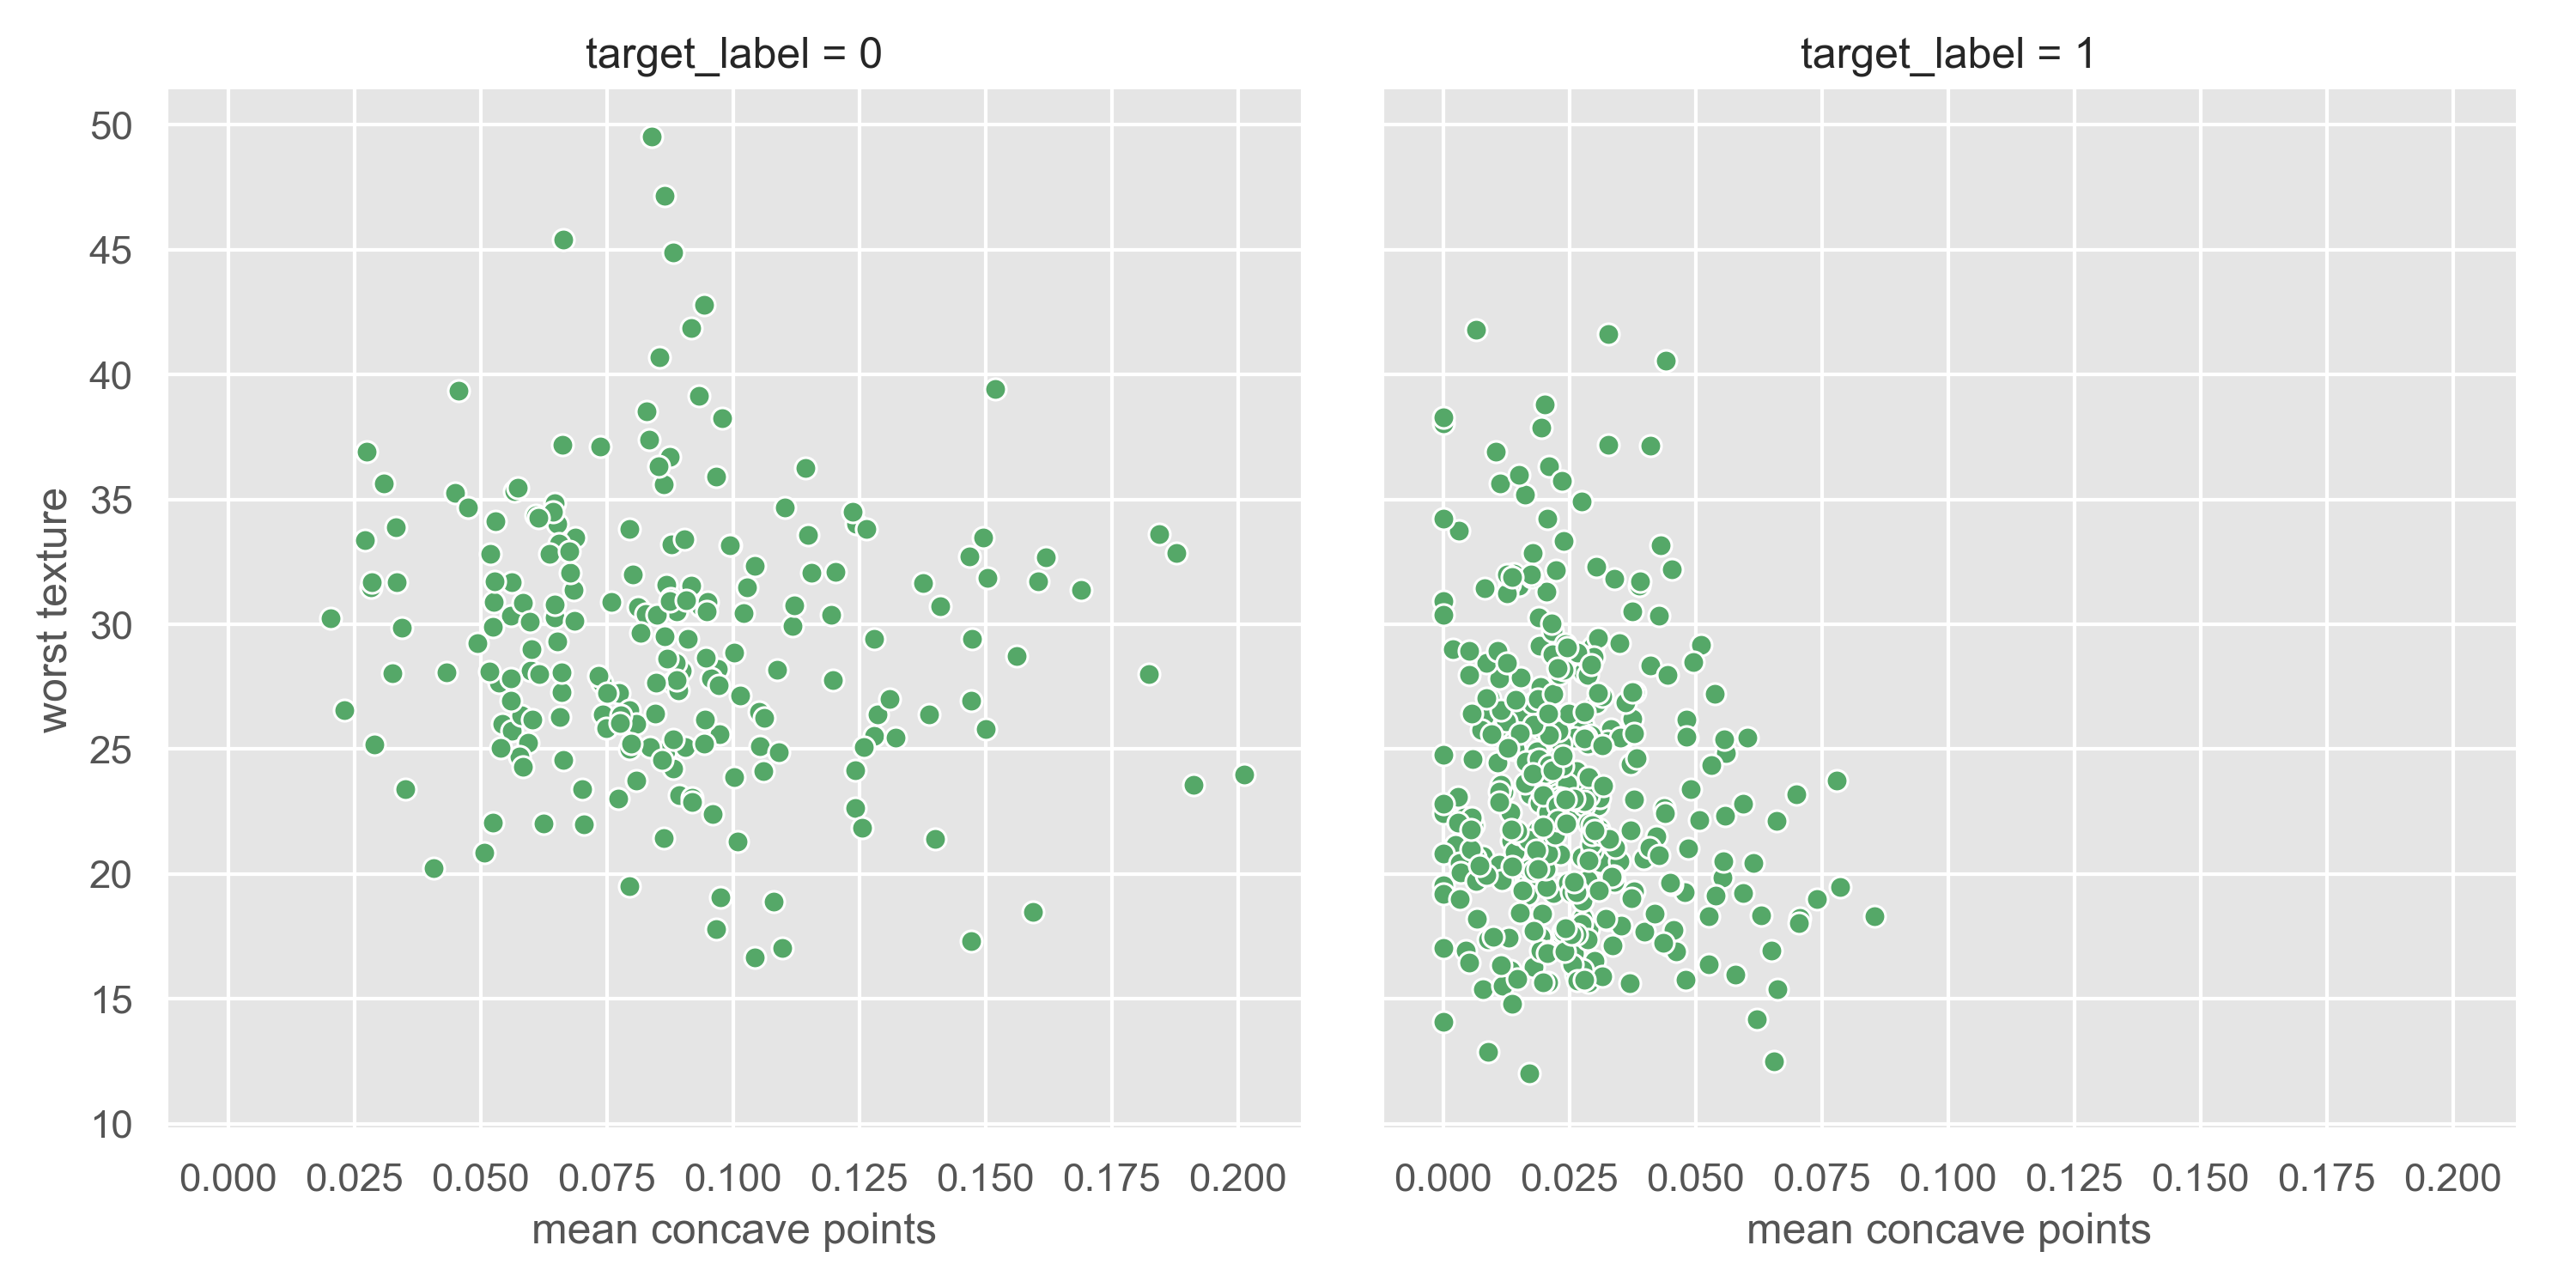 target_label = 0
target_label = 1
50
45
40
35
30
25
20
15
10
worst texture
0.000 0.025 0.050 0.075 0.100 0.125 0.150 0.175 0.200
0.000 0.025 0.050 0.075 0.100 0.125 0.150 0.175 0.200
mean concave points
mean concave points